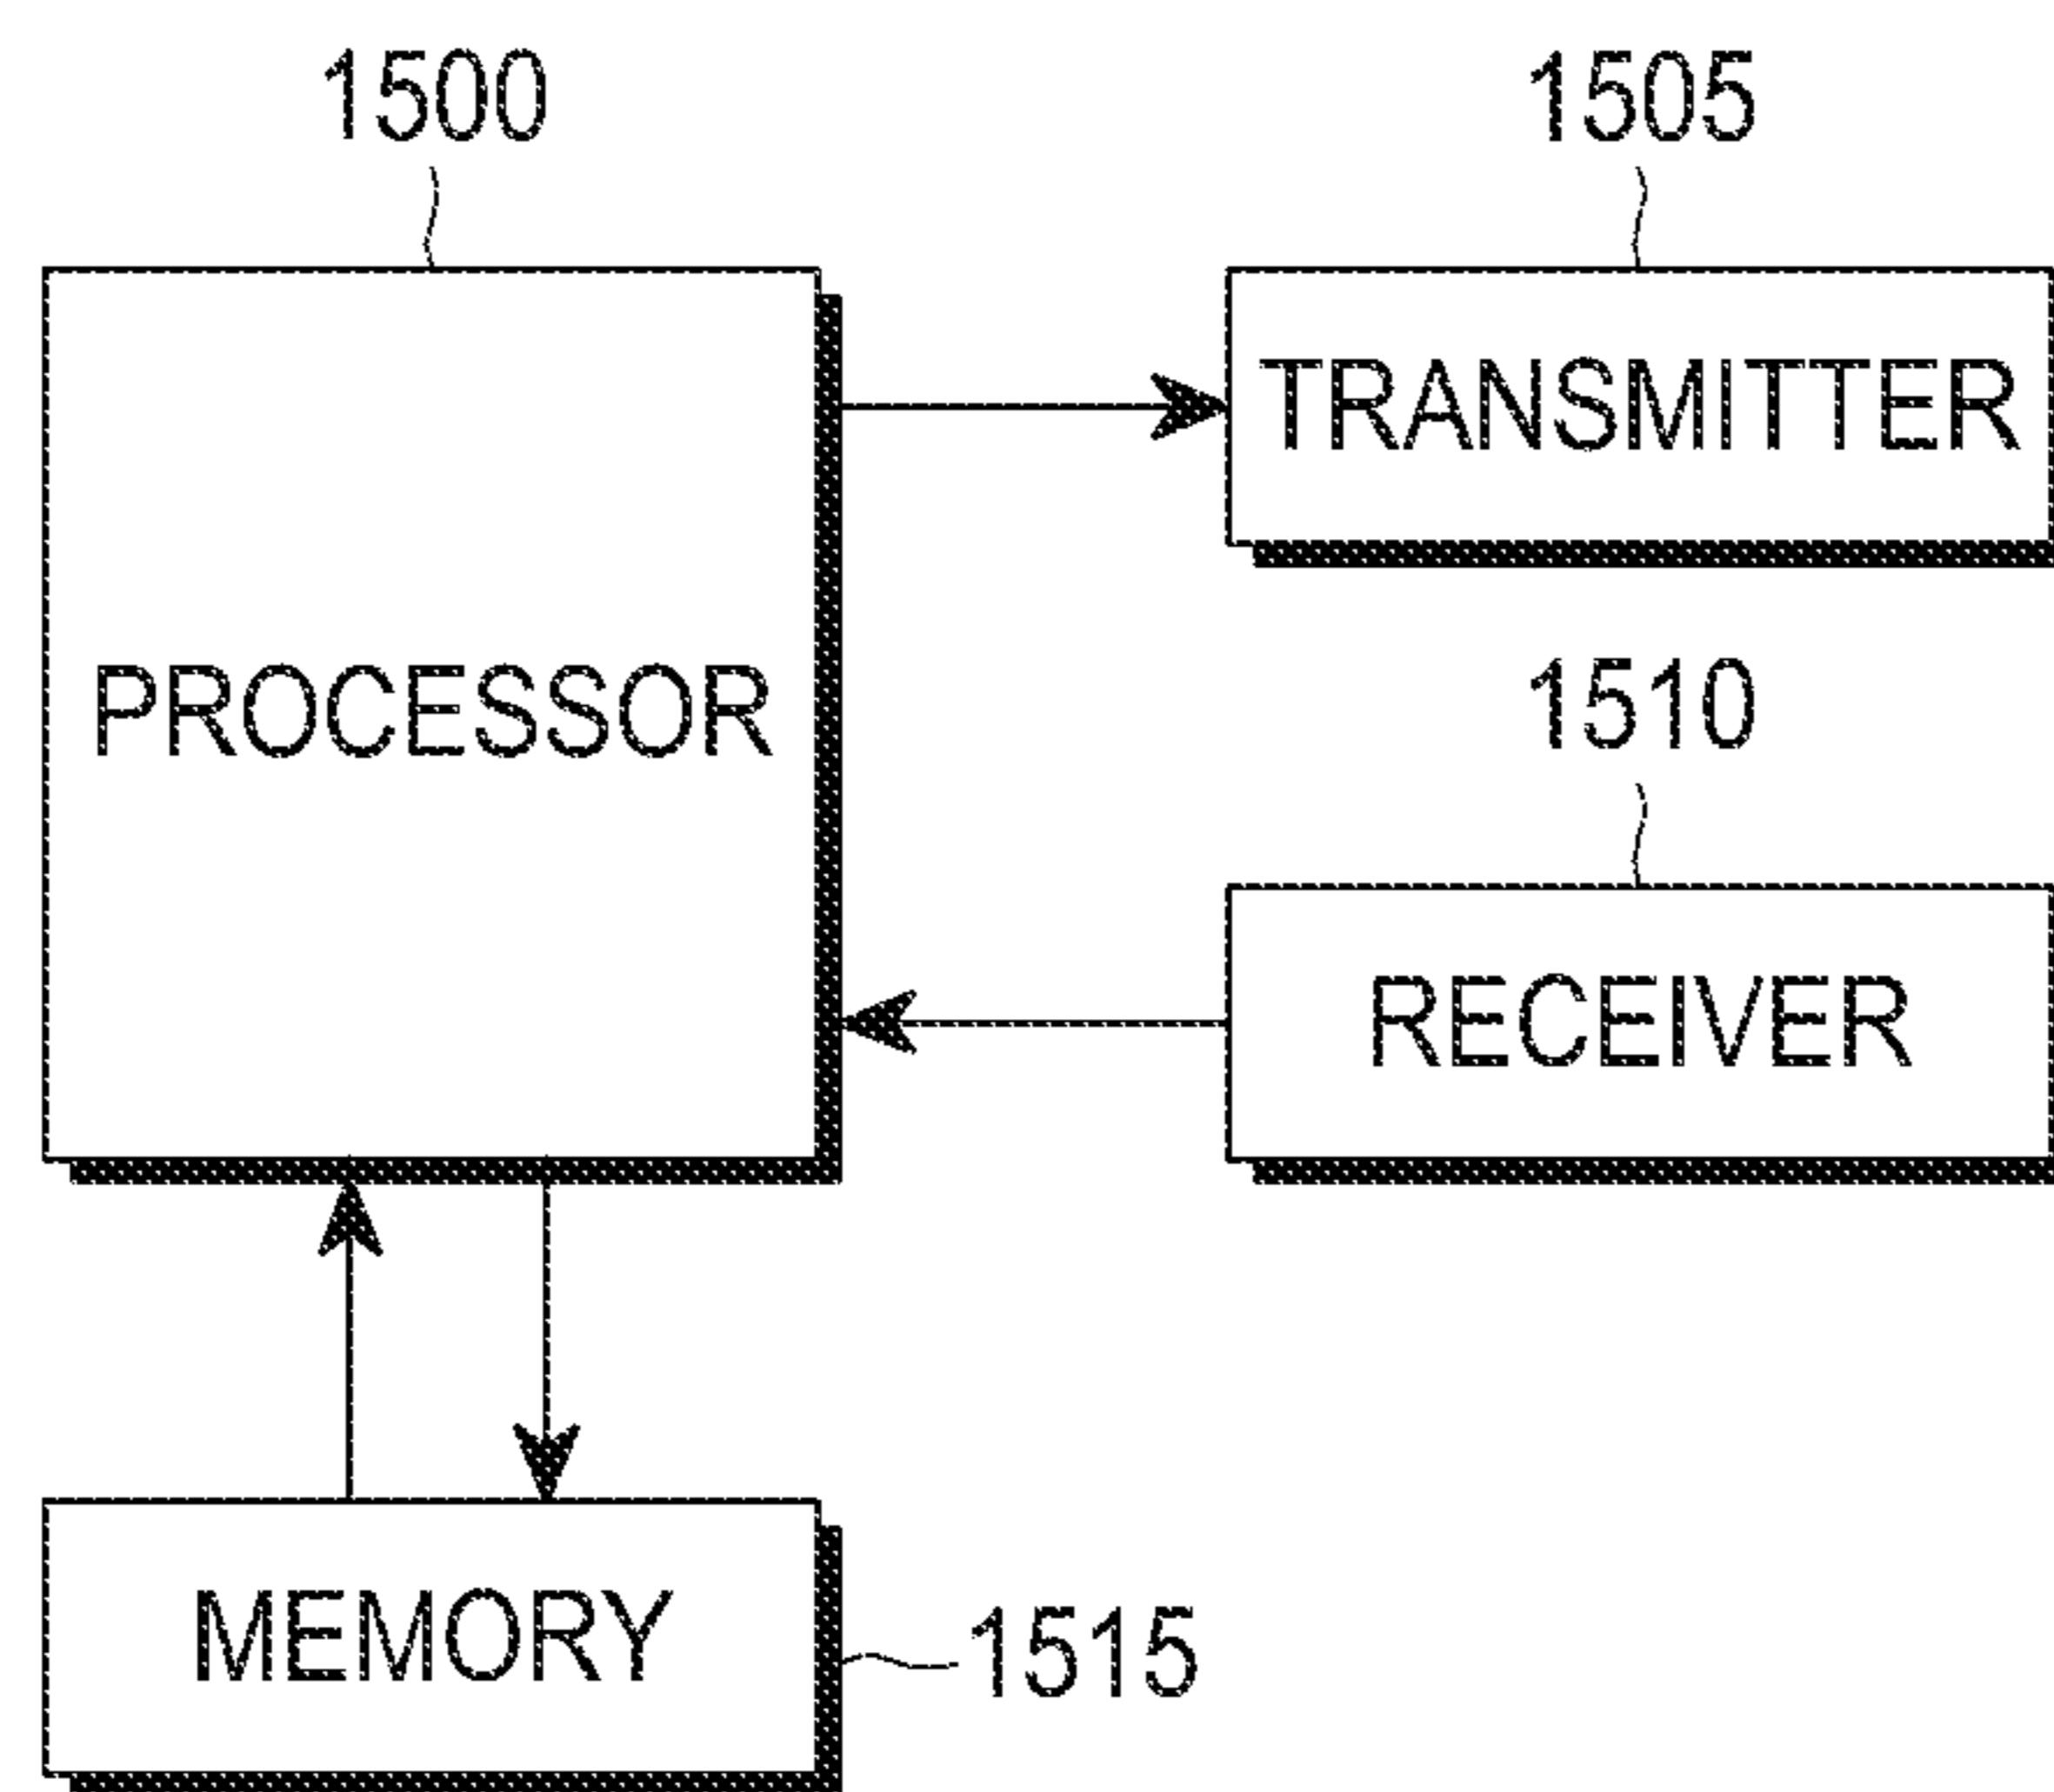 1500
1505
TRANSMITTER
PROCESSOR
1510
RECEIVER
MEMORY
1515